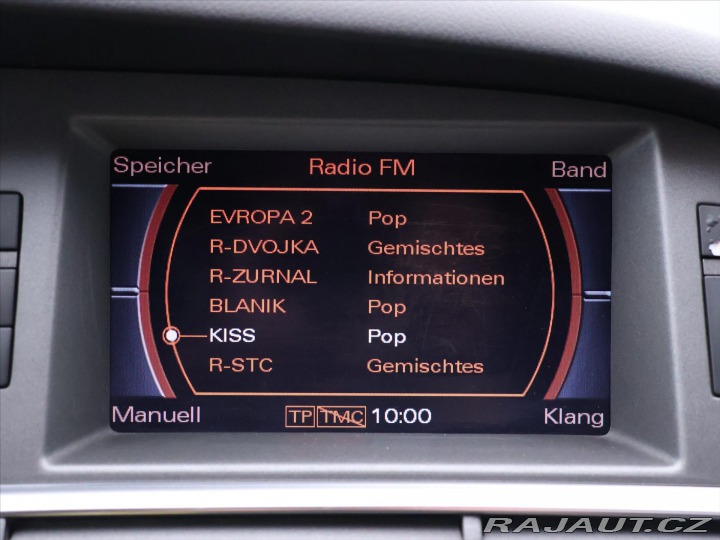 Speicher Radio FM Band
EVROPA 2 Pop
R-DVOJKA Gemischtes
R-ZURNAL Informationen
BLANIK Pop
KISS Pop
R-STC Gemischtes
Manuell TP TMC 10:00 Klang
RAJAUT.CZ